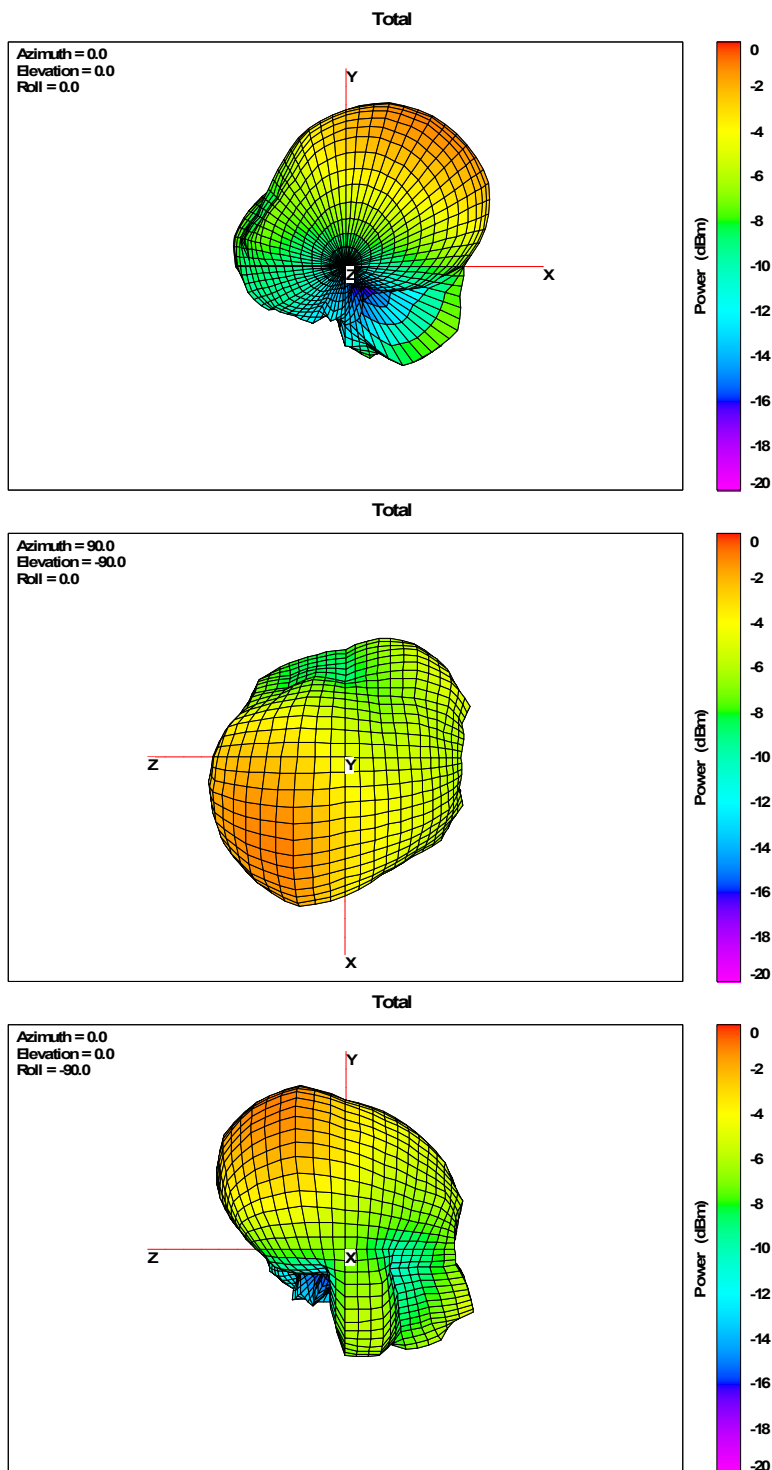 Total
Azimuth = 0.0
Elevation = 0.0
Roll = 0.0
Y
Z
X
0
-2
-4
-6
-8
-10
-12
-14
-16
-18
-20
Power (dBm)
Total
Azimuth = 90.0
Elevation = -90.0
Roll = 0.0
Z
Y
X
0
-2
-4
-6
-8
-10
-12
-14
-16
-18
-20
Power (dBm)
Total
Azimuth = 0.0
Elevation = 0.0
Roll = -90.0
Y
Z
X
0
-2
-4
-6
-8
-10
-12
-14
-16
-18
-20
Power (dBm)